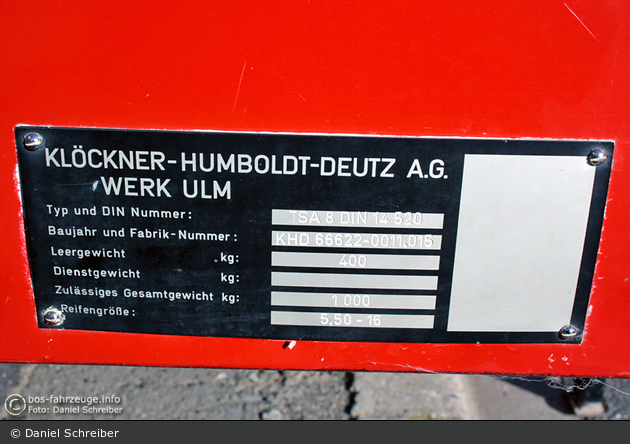 KLÖCKNER-HUMBOLDT-DEUTZ A.G.
WERK ULM
Typ und DIN Nummer: TSA 8 DIN 14 520
Baujahr und Fabrik-Nummer: KHD 66622-0011.015
Leergewicht kg: 400
Dienstgewicht kg:
Zulässiges Gesamtgewicht kg: 1 000
Reifengröße: 5,50 - 16
© bos-fahrzeuge.info
Foto: Daniel Schreiber
© Daniel Schreiber